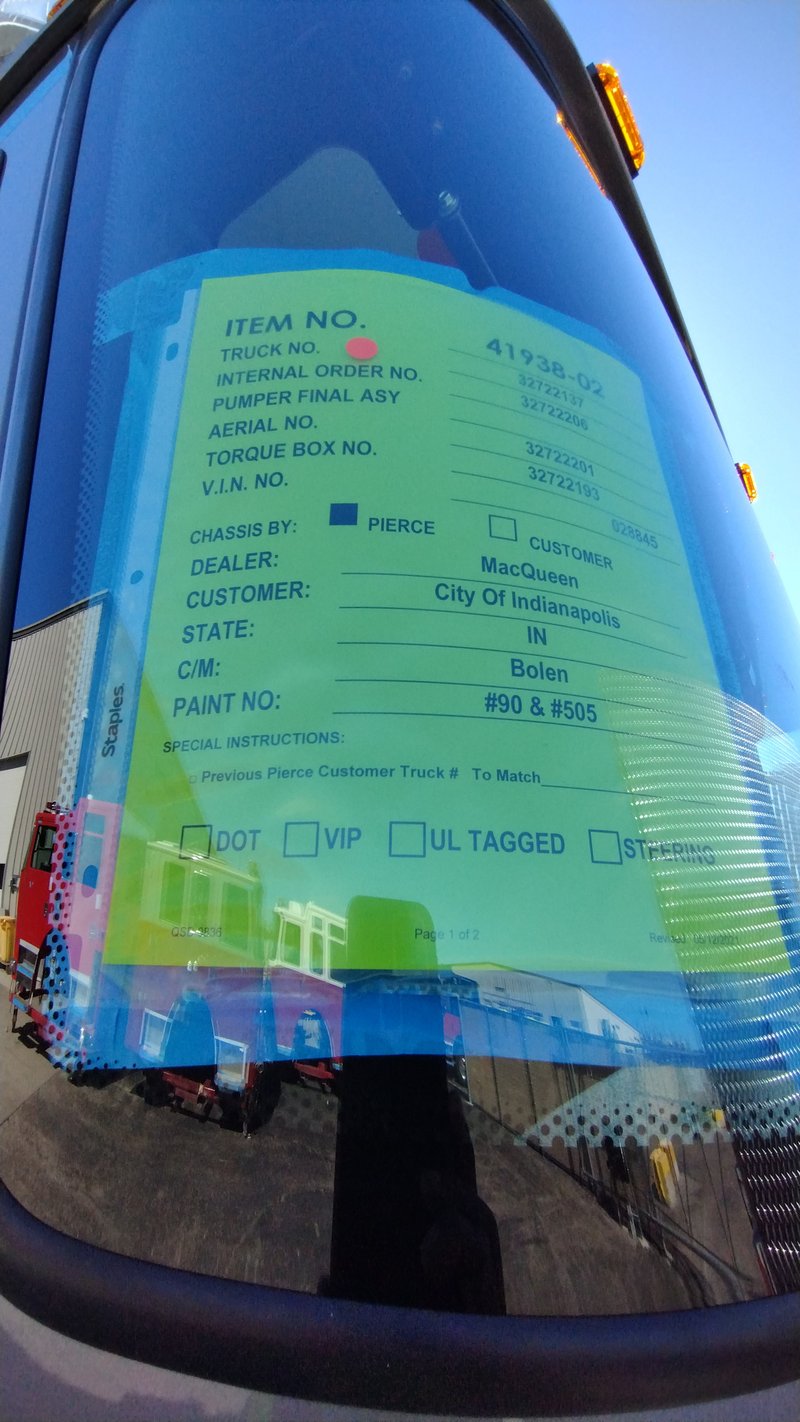 ITEM NO. 41938-02
TRUCK NO. 32722137
INTERNAL ORDER NO. 32722206
PUMPER FINAL ASY
AERIAL NO. 32722201
TORQUE BOX NO. 32722193
V.I.N. NO. 028845
CHASSIS BY: PIERCE CUSTOMER
DEALER: MacQueen
CUSTOMER: City Of Indianapolis
STATE: IN
C/M: Bolen
PAINT NO: #90 & #505
SPECIAL INSTRUCTIONS:
Previous Pierce Customer Truck # To Match
DOT VIP UL TAGGED STEERING
Page 1 of 2 Revised
Staples.